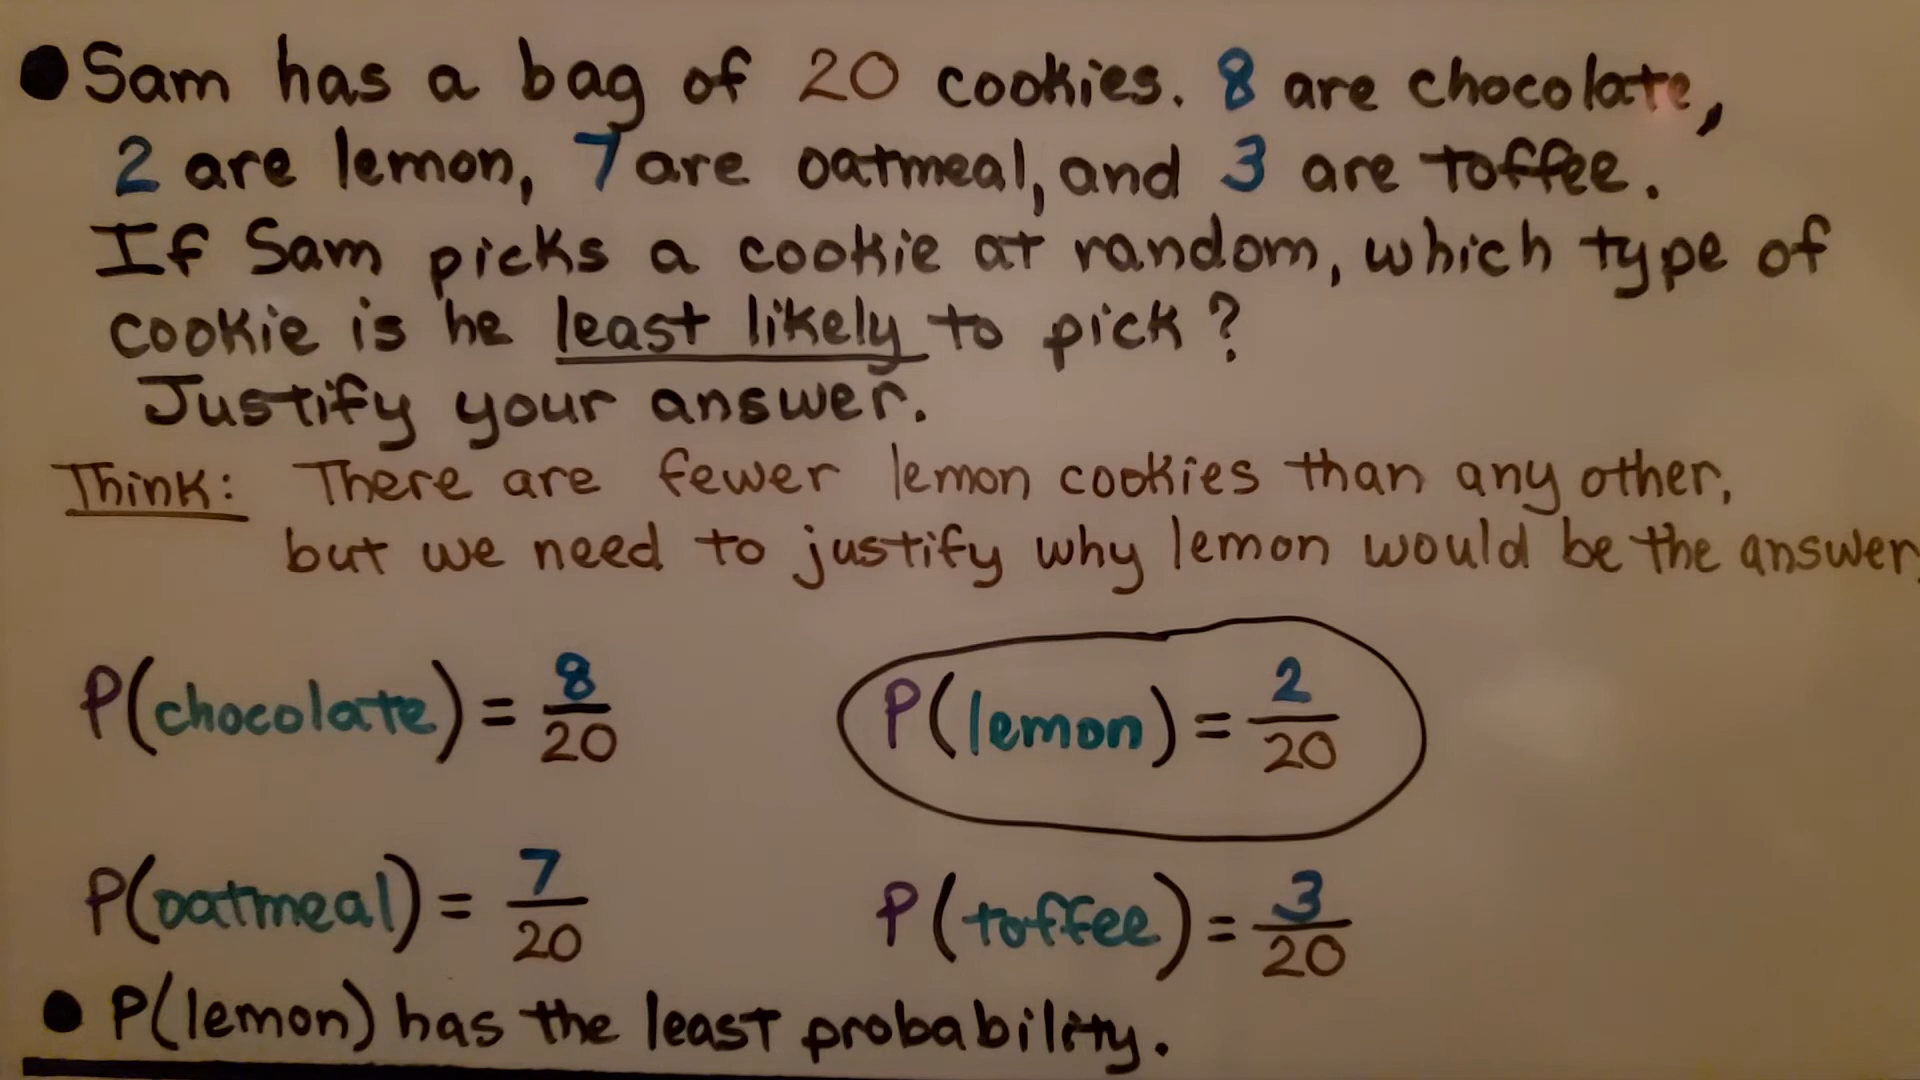 ● Sam has a bag of 20 cookies. 8 are chocolate,
2 are lemon, 7 are oatmeal, and 3 are toffee.
If Sam picks a cookie at random, which type of
cookie is he least likely to pick?
Justify your answer.
Think: There are fewer lemon cookies than any other,
but we need to justify why lemon would be the answer.
P(chocolate) = 8/20
P(lemon) = 2/20
P(oatmeal) = 7/20
P(toffee) = 3/20
● P(lemon) has the least probability.